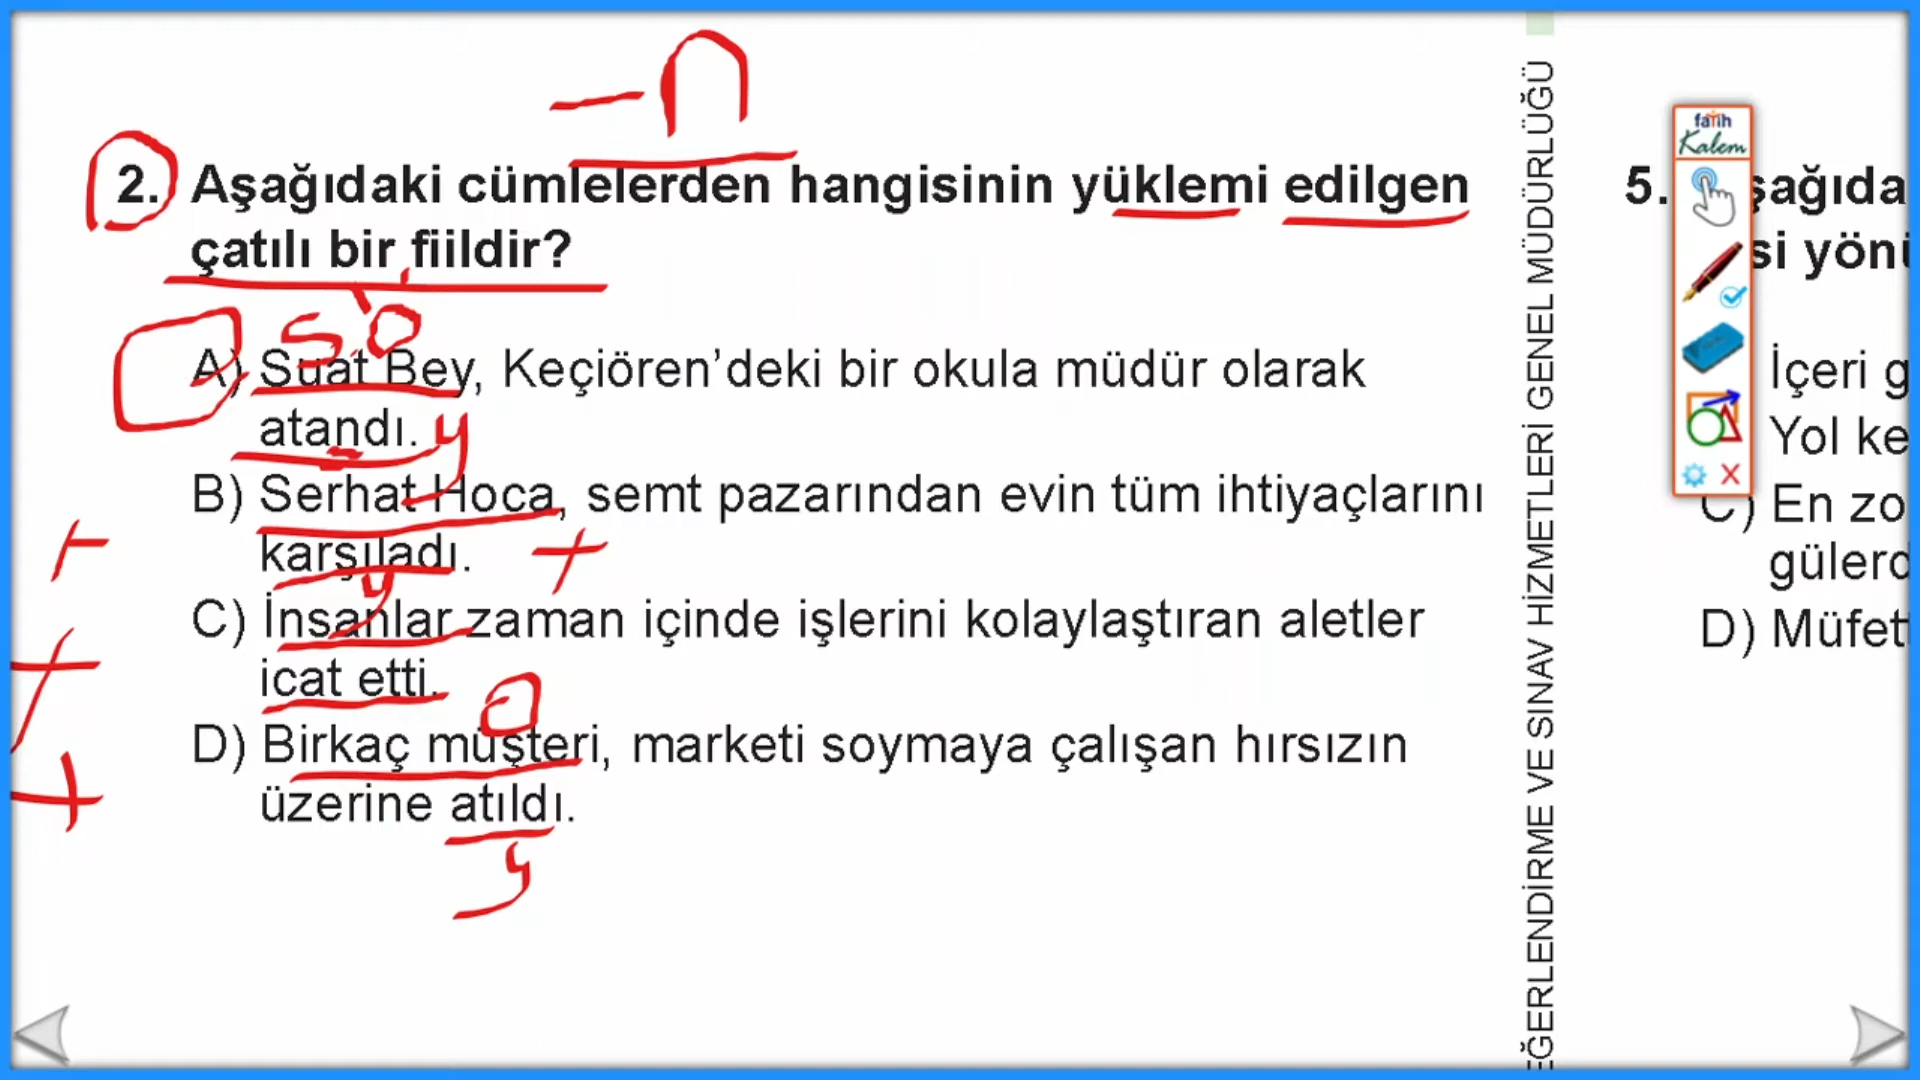 -n
2. Aşağıdaki cümlelerden hangisinin yüklemi edilgen
çatılı bir fiildir?
S.Ö
A) Suat Bey, Keçiören’deki bir okula müdür olarak
atandı. y
B) Serhat Hoca, semt pazarından evin tüm ihtiyaçlarını
karşıladı. +
y
C) İnsanlar zaman içinde işlerini kolaylaştıran aletler
icat etti.
D) Birkaç müşteri, marketi soymaya çalışan hırsızın
üzerine atıldı.
y
EĞERLENDİRME VE SINAV HİZMETLERİ GENEL MÜDÜRLÜĞÜ
fatih
Kalem
5. şağıda
si yönü
İçeri g
Yol ke
C) En zo
gülerd
D) Müfet